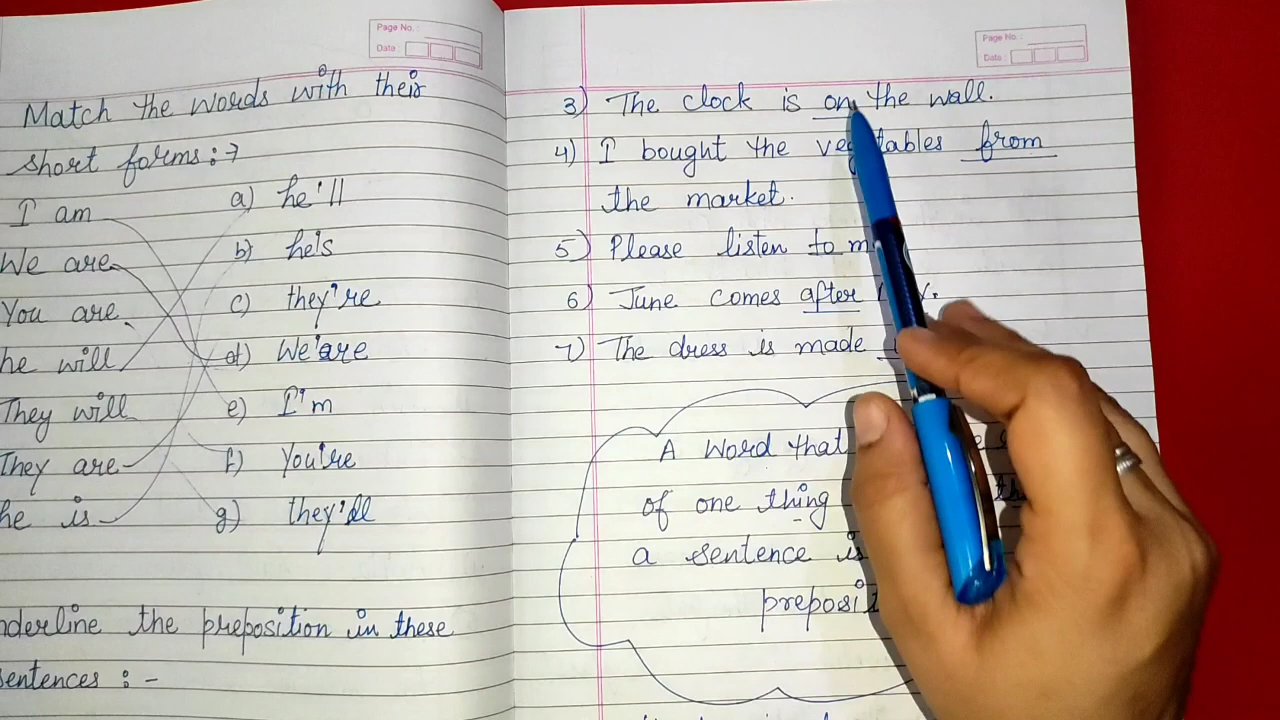 Page No.
Date
Match the words with their
short forms:→
I am
a) he'll
We are
b) he's
You are
c) they're
he will
d) We'are
They will
e) I'm
They are
f) You're
he is
g) they'll
the preposition in these
sentences : -
Page No. :
Date :
3) The clock is on the wall.
4) I bought the vegetables from
the market.
5) Please listen to
6) June comes after
7) The dress is made
A word that
of one thing
a sentence is